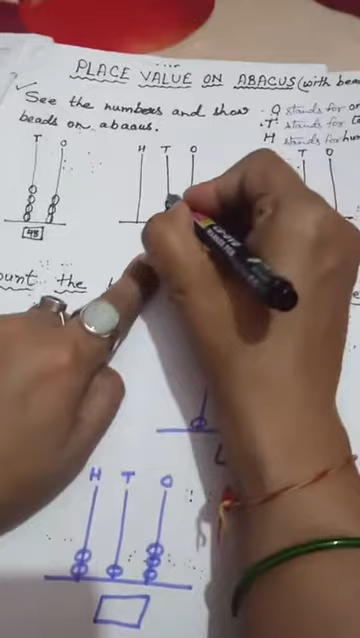 PLACE VALUE ON ABACUS (with bea
See the numbers and show
beads on abacus.
O stands for on
T stands for te
H stands for hun
T O
H T O
T O
48
ount the
H T O